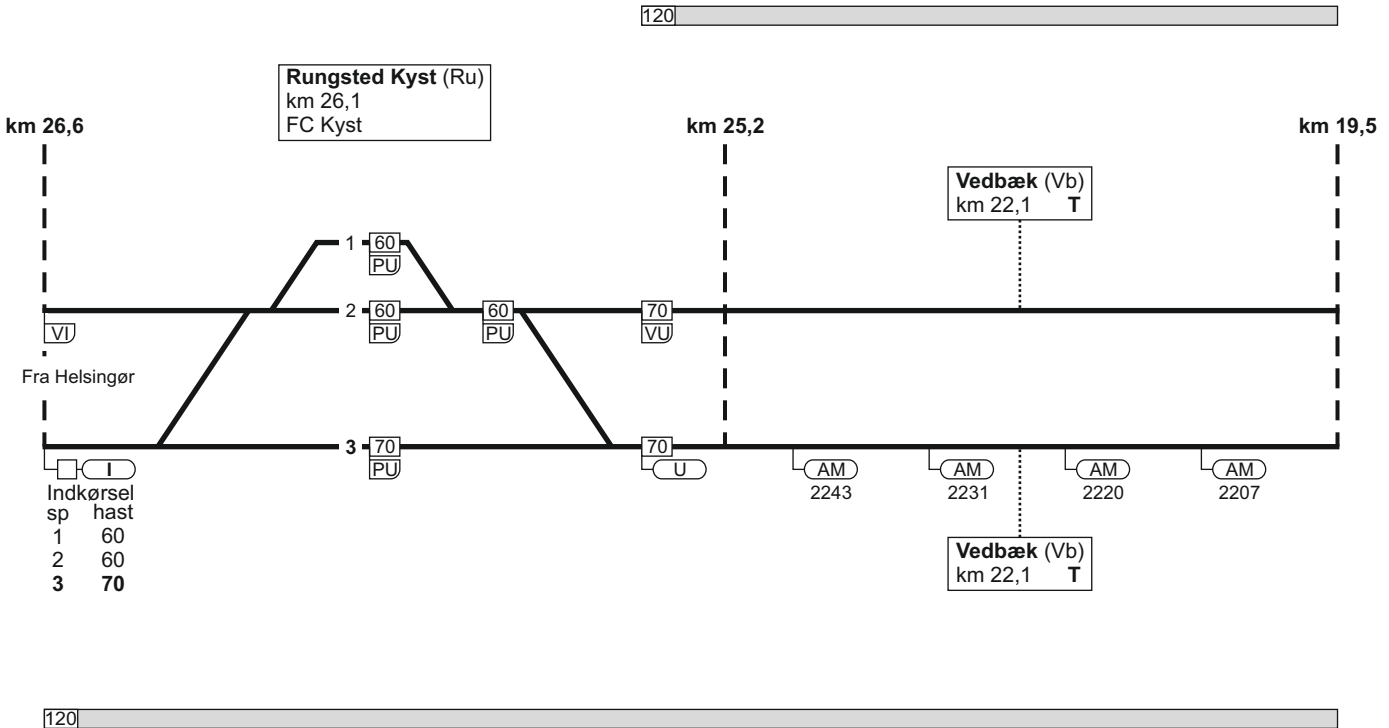 120
Rungsted Kyst (Ru)
km 26,1
FC Kyst
km 26,6
km 25,2
km 19,5
Vedbæk (Vb)
km 22,1 T
1 60
PU
2 60 60 70
VI PU PU VU
Fra Helsingør
3 70 70
I PU U AM AM AM AM
2243 2231 2220 2207
Indkørsel
sp hast
1 60
2 60
3 70
Vedbæk (Vb)
km 22,1 T
120